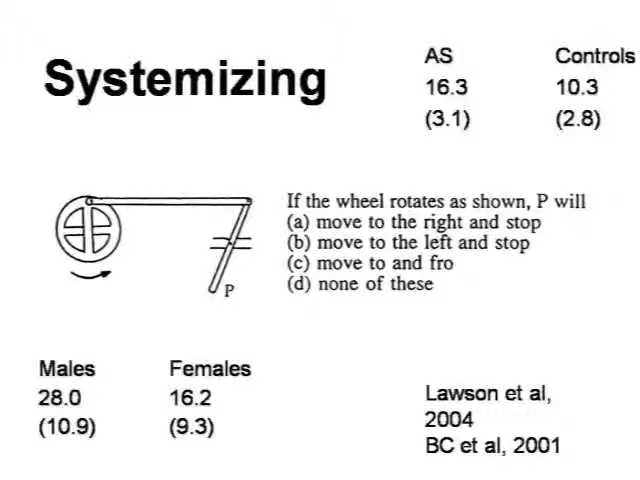 Systemizing
AS Controls
16.3 10.3
(3.1) (2.8)
If the wheel rotates as shown, P will
(a) move to the right and stop
(b) move to the left and stop
(c) move to and fro
(d) none of these
P
Males Females
28.0 16.2
(10.9) (9.3)
Lawson et al,
2004
BC et al, 2001